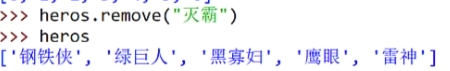 >>> heros.remove("灭霸")
>>> heros
['钢铁侠', '绿巨人', '黑寡妇', '鹰眼', '雷神']